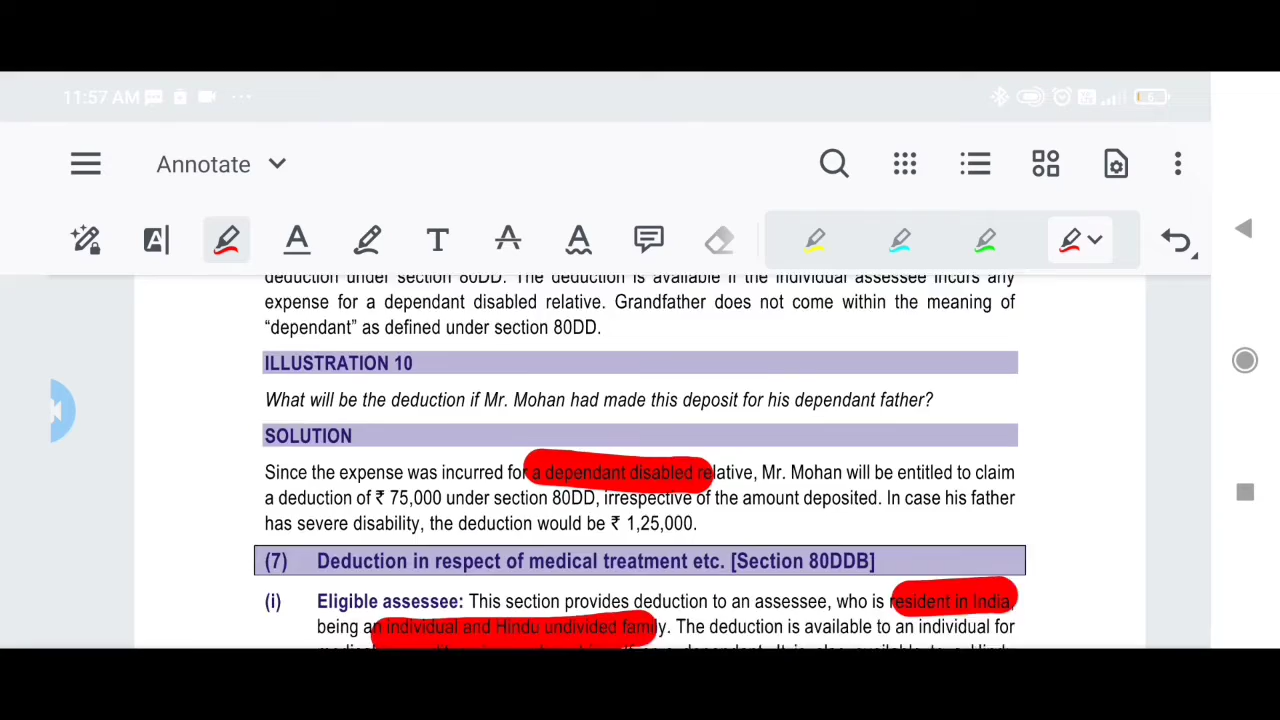 11:57 AM
Annotate
deduction under section 80DD. The deduction is available if the individual assessee incurs any
expense for a dependant disabled relative. Grandfather does not come within the meaning of
“dependant” as defined under section 80DD.
ILLUSTRATION 10
What will be the deduction if Mr. Mohan had made this deposit for his dependant father?
SOLUTION
Since the expense was incurred for a dependant disabled relative, Mr. Mohan will be entitled to claim
a deduction of ₹ 75,000 under section 80DD, irrespective of the amount deposited. In case his father
has severe disability, the deduction would be ₹ 1,25,000.
(7) Deduction in respect of medical treatment etc. [Section 80DDB]
(i) Eligible assessee: This section provides deduction to an assessee, who is resident in India,
being an individual and Hindu undivided family. The deduction is available to an individual for